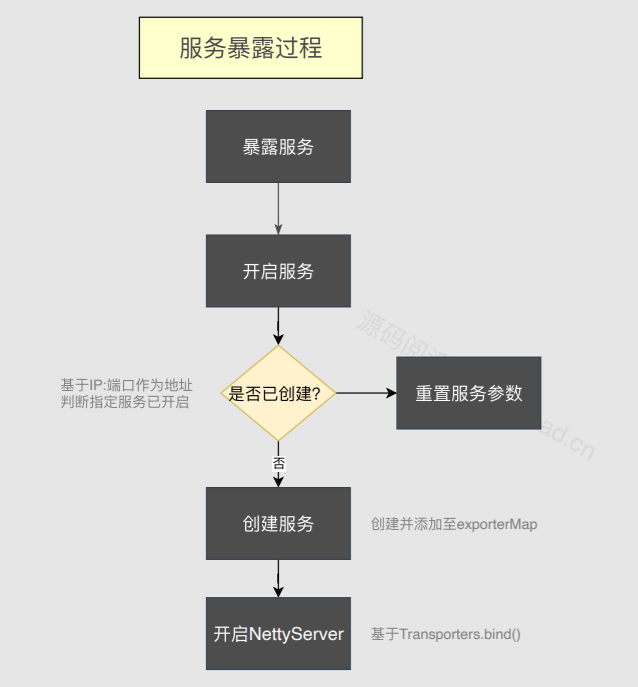 服务暴露过程
暴露服务
开启服务
基于IP:端口作为地址
判断指定服务已开启
是否已创建?
重置服务参数
否
创建服务
创建并添加至exporterMap
开启NettyServer
基于Transporters.bind()
源码阅
ad.cn